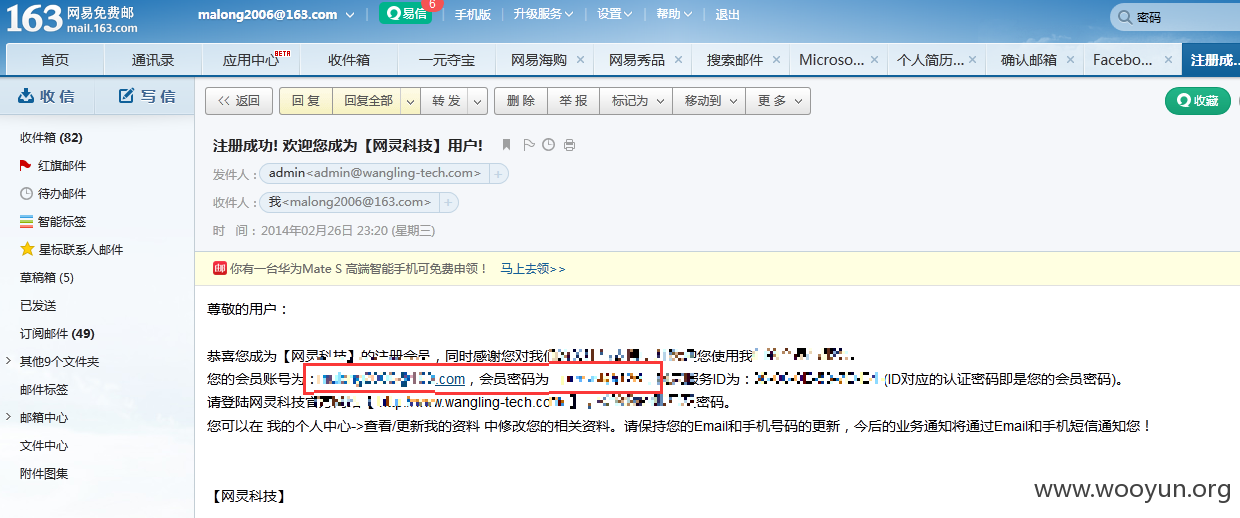 163 网易免费邮 mail.163.com malong2006@163.com 易信 6 手机版 升级服务 设置 帮助 退出 密码
首页 通讯录 应用中心 BETA 收件箱 一元夺宝 网易海购 × 网易秀品 × 搜索邮件 × Microso... × 个人简历... × 确认邮箱 × Facebo... × 注册成...
收 信 写 信
<< 返回 回 复 回复全部 转 发 删 除 举 报 标记为 移动到 更 多 收藏
收件箱 (82)
红旗邮件
待办邮件
智能标签
星标联系人邮件
草稿箱 (5)
已发送
订阅邮件 (49)
其他9个文件夹
邮件标签
邮箱中心
文件中心
附件图集
注册成功! 欢迎您成为【网灵科技】用户!
发件人： admin<admin@wangling-tech.com> +
收件人： 我<malong2006@163.com> +
时 间： 2014年02月26日 23:20 (星期三)
你有一台华为Mate S 高端智能手机可免费申领！ 马上去领>>
尊敬的用户：
恭喜您成为【网灵科技】的注册会员，同时感谢您对我们 您使用我
您的会员账号为：.com，会员密码为 服务ID为： (ID对应的认证密码即是您的会员密码)。
请登陆网灵科技官 www.wangling-tech.co 】 密码。
您可以在 我的个人中心->查看/更新我的资料 中修改您的相关资料。请保持您的Email和手机号码的更新，今后的业务通知将通过Email和手机短信通知您！
【网灵科技】
www.wooyun.org